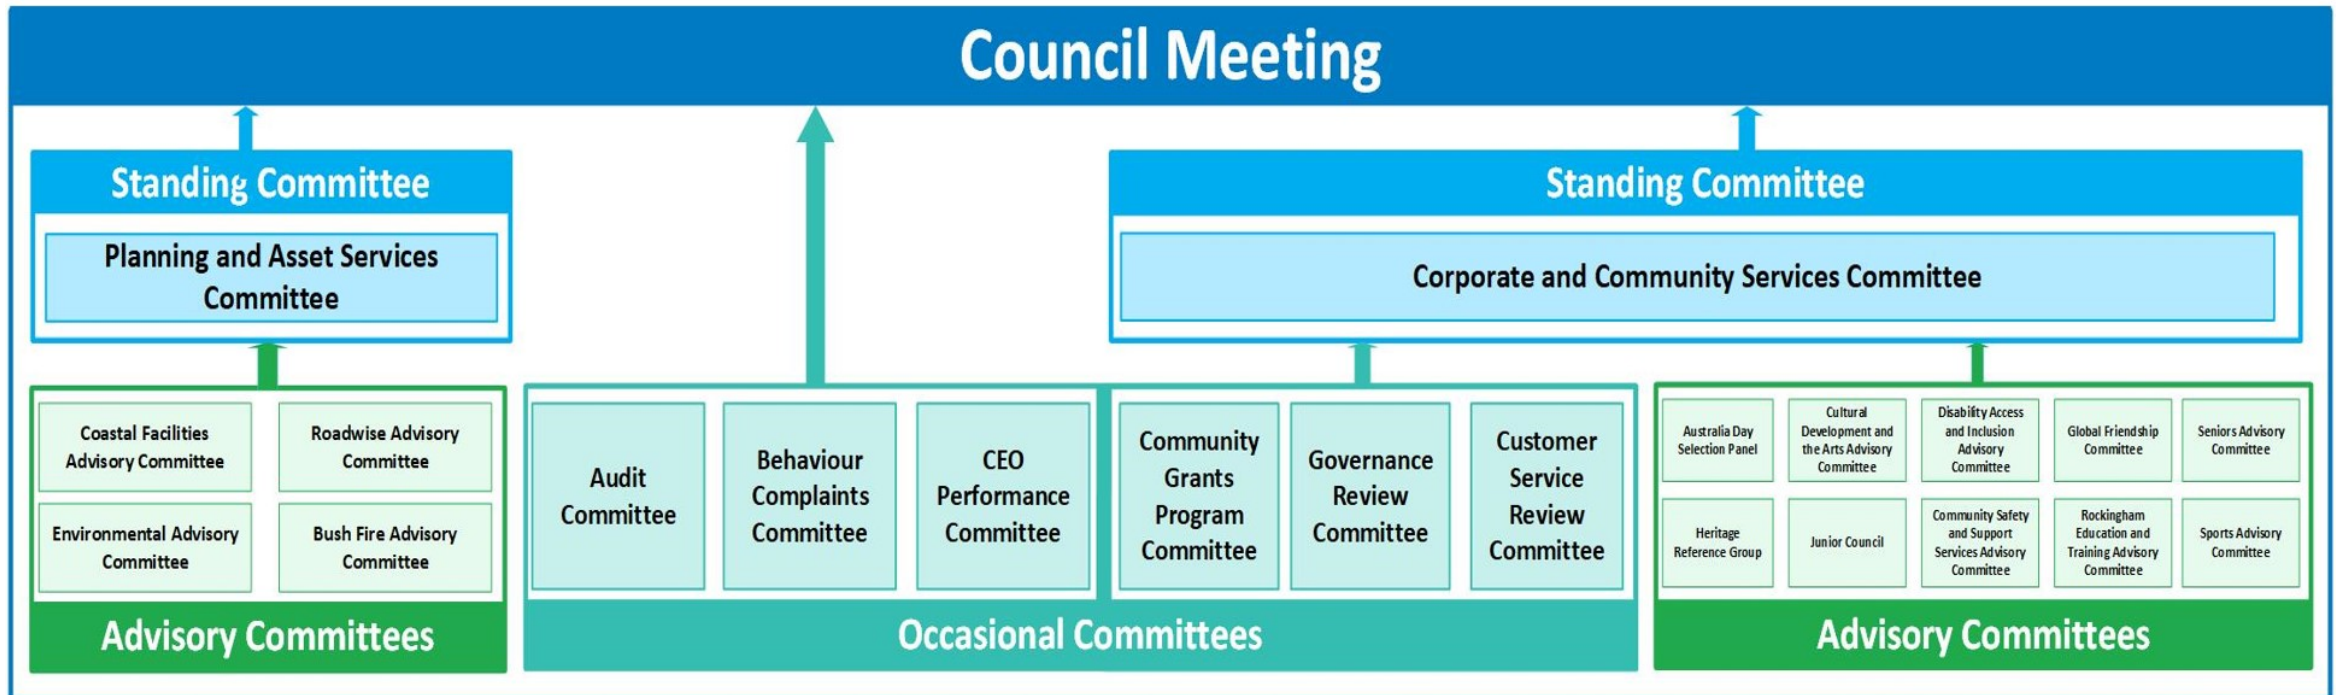 Council Meeting
Standing Committee
Planning and Asset Services
Committee
Standing Committee
Corporate and Community Services Committee
Coastal Facilities
Advisory Committee
Roadwise Advisory
Committee
Environmental Advisory
Committee
Bush Fire Advisory
Committee
Advisory Committees
Audit
Committee
Behaviour
Complaints
Committee
CEO
Performance
Committee
Community
Grants
Program
Committee
Governance
Review
Committee
Customer
Service
Review
Committee
Occasional Committees
Australia Day
Selection Panel
Cultural
Development and
the Arts Advisory
Committee
Disability Access
and Inclusion
Advisory
Committee
Global Friendship
Committee
Seniors Advisory
Committee
Heritage
Reference Group
Junior Council
Community Safety
and Support
Services Advisory
Committee
Rockingham
Education and
Training Advisory
Committee
Sports Advisory
Committee
Advisory Committees